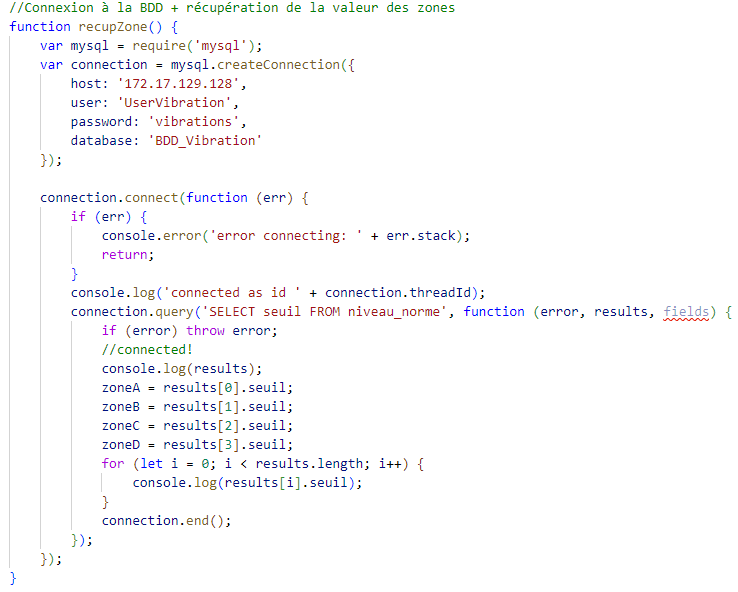 //Connexion à la BDD + récupération de la valeur des zones
function recupZone() {
    var mysql = require('mysql');
    var connection = mysql.createConnection({
        host: '172.17.129.128',
        user: 'UserVibration',
        password: 'vibrations',
        database: 'BDD_Vibration'
    });

    connection.connect(function (err) {
        if (err) {
            console.error('error connecting: ' + err.stack);
            return;
        }
        console.log('connected as id ' + connection.threadId);
        connection.query('SELECT seuil FROM niveau_norme', function (error, results, fields) {
            if (error) throw error;
            //connected!
            console.log(results);
            zoneA = results[0].seuil;
            zoneB = results[1].seuil;
            zoneC = results[2].seuil;
            zoneD = results[3].seuil;
            for (let i = 0; i < results.length; i++) {
                console.log(results[i].seuil);
            }
            connection.end();
        });
    });
}